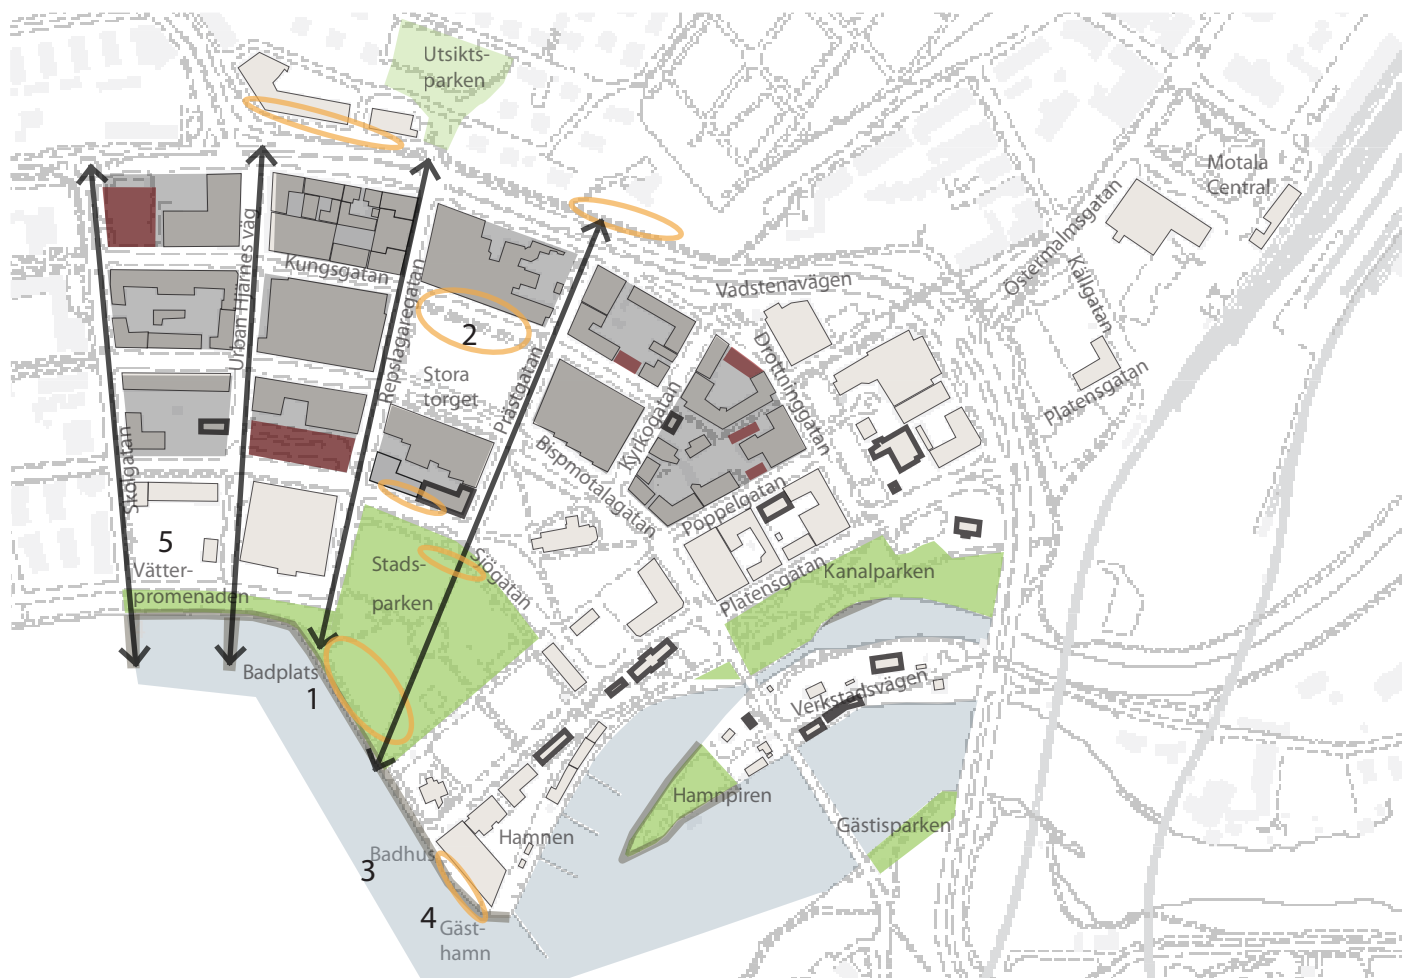 Utsikts-
parken
Motala
Central
Östermalmsgatan
Kungsgatan
Urban Hjärnes väg
Repslagaregatan
Vadstenavägen
Källgatan
2
Stora
torget
Prästgatan
Drottninggatan
Platensgatan
Kyrkogatan
Skolgatan
Bispmotalagatan
Poppelgatan
5
Vätter-
promenaden
Stads-
parken
Sjögatan
Kanalparken
Platensgatan
Badplats
1
Verkstadsvägen
Hamnpiren
Gästisparken
Hamnen
Badhus
3
4
Gäst-
hamn